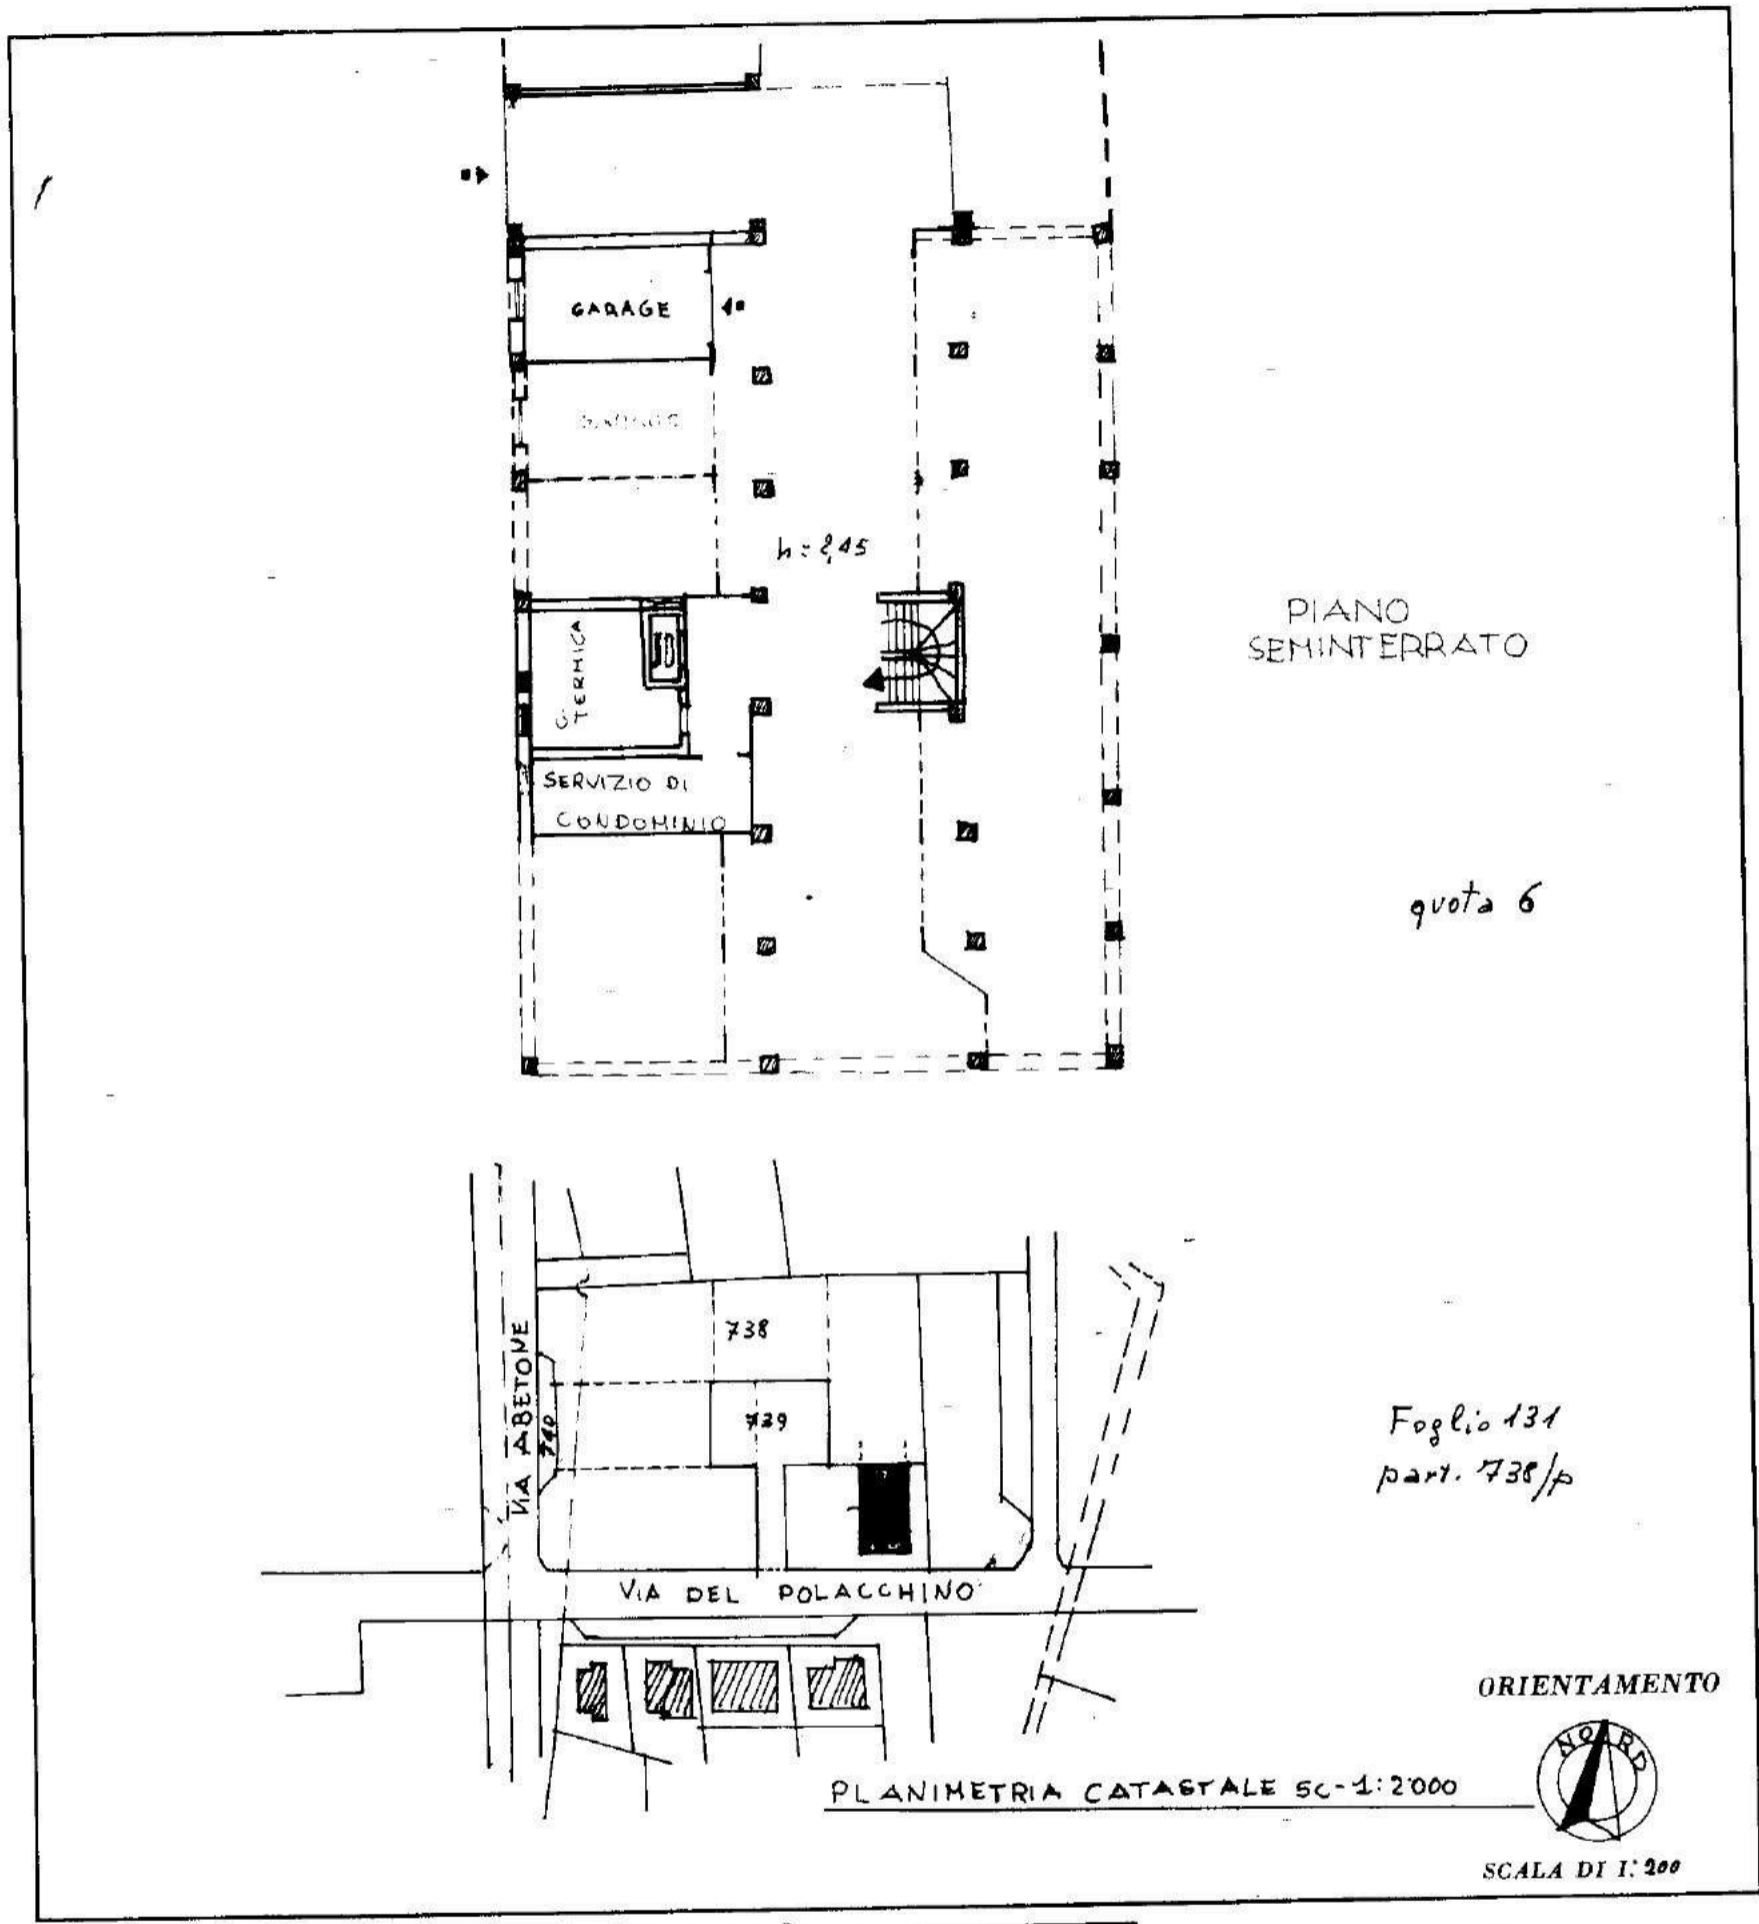 GARAGE
h = 2,45
PIANO
SEMINTERRATO
C. TERMICA
SERVIZIO DI
CONDOMINIO
quota 6
738
VIA ABETONE
740
739
Foglio 131
part. 738/p
VIA DEL POLACCHINO
ORIENTAMENTO
NORD
PLANIMETRIA CATASTALE SC-1:2000
SCALA DI 1:200